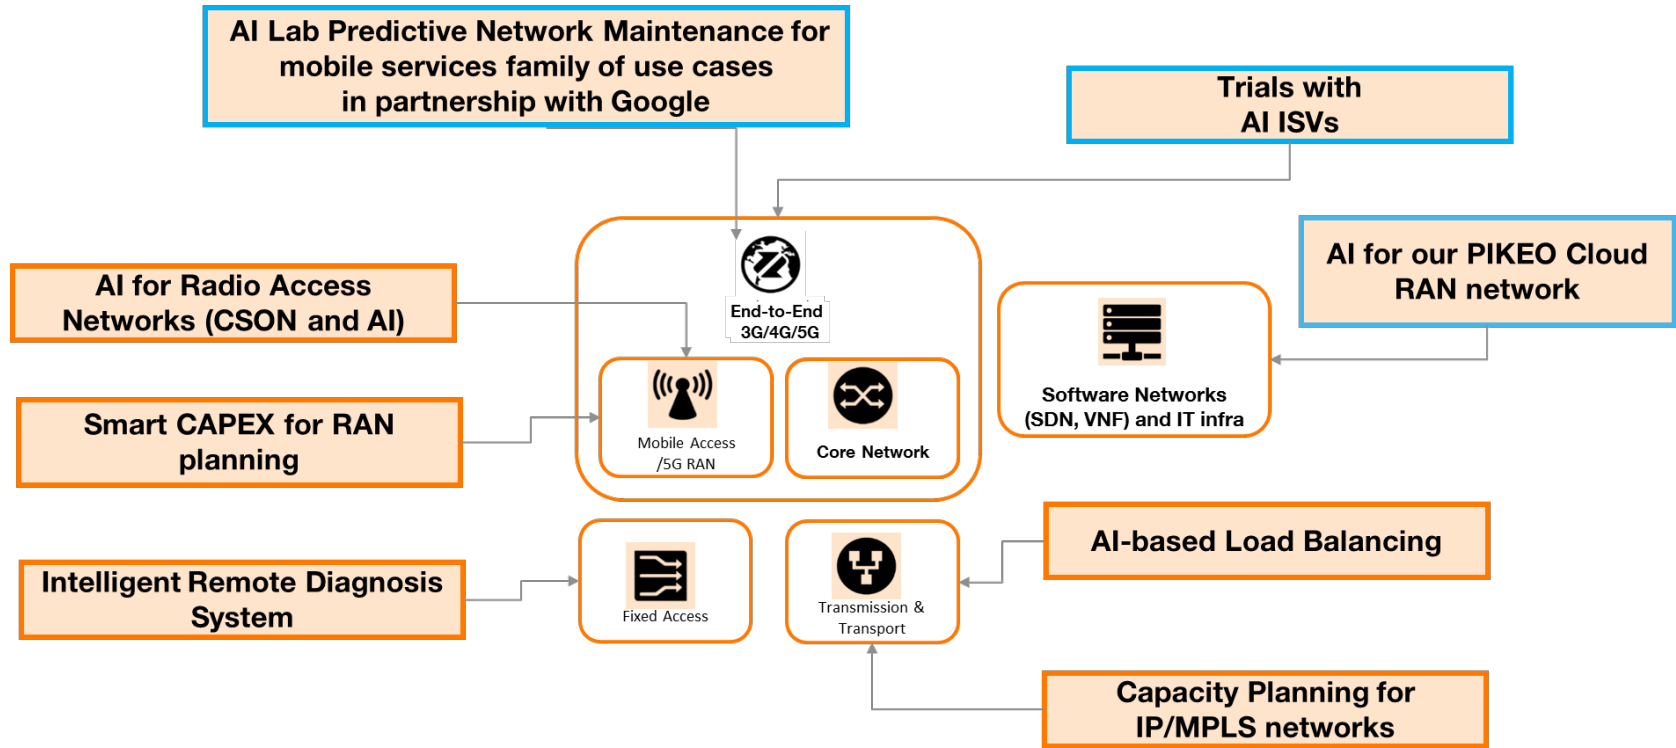 AI Lab Predictive Network Maintenance for
mobile services family of use cases
in partnership with Google
Trials with
AI ISVs
AI for our PIKEO Cloud
RAN network
AI for Radio Access
Networks (CSON and AI)
End-to-End
3G/4G/5G
Software Networks
(SDN, VNF) and IT infra
Smart CAPEX for RAN
planning
Mobile Access
/5G RAN
Core Network
AI-based Load Balancing
Intelligent Remote Diagnosis
System
Fixed Access
Transmission &
Transport
Capacity Planning for
IP/MPLS networks